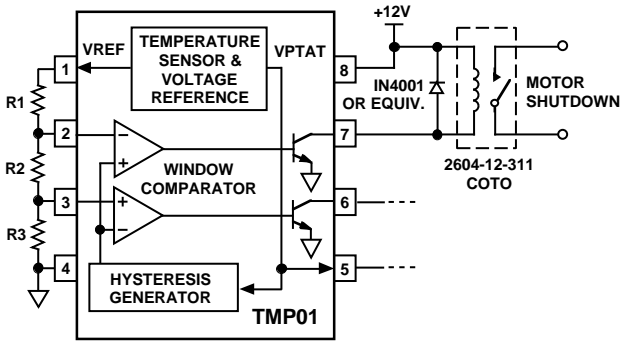 +12V
VREF
TEMPERATURE
SENSOR &
VOLTAGE
REFERENCE
VPTAT
1
8
R1
IN4001
OR EQUIV.
MOTOR
SHUTDOWN
2
7
R2
WINDOW
COMPARATOR
2604-12-311
COTO
3
6
R3
4
5
HYSTERESIS
GENERATOR
TMP01
−
+
+
−